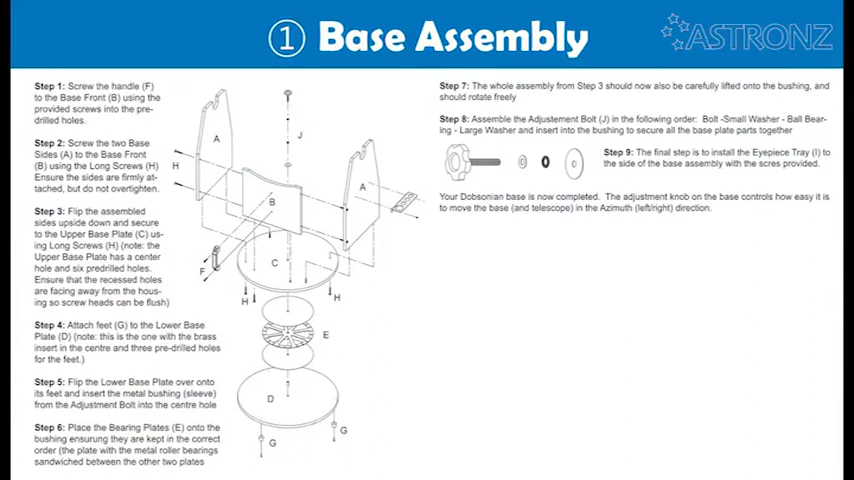 ① Base Assembly
ASTRONZ
Step 1: Screw the handle (F)
to the Base Front (B) using the
provided screws into the pre-
drilled holes.
Step 2: Screw the two Base
Sides (A) to the Base Front
(B) using the Long Screws (H)
Ensure the sides are firmly at-
tached, but do not overtighten.
Step 3: Flip the assembled
sides upside down and secure
to the Upper Base Plate (C) us-
ing Long Screws (H) (note: the
Upper Base Plate has a center
hole and six predrilled holes.
Ensure that the recessed holes
are facing away from the hous-
ing so screw heads can be flush)
Step 4: Attach feet (G) to the Lower Base
Plate (D) (note: this is the one with the brass
insert in the centre and three pre-drilled holes
for the feet.)
Step 5: Flip the Lower Base Plate over onto
its feet and insert the metal bushing (sleeve)
from the Adjustment Bolt into the centre hole
Step 6: Place the Bearing Plates (E) onto the
bushing ensurung they are kept in the correct
order (the plate with the metal roller bearings
sandwiched between the other two plates
A
J
H
A
B
F
C
H
H
E
D
G
G
Step 7: The whole assembly from Step 3 should now also be carefully lifted onto the bushing, and
should rotate freely
Step 8: Assemble the Adjustement Bolt (J) in the following order: Bolt -Small Washer - Ball Bear-
ing - Large Washer and insert into the bushing to secure all the base plate parts together
Step 9: The final step is to install the Eyepiece Tray (I) to
the side of the base assembly with the scres provided.
Your Dobsonian base is now completed. The adjustment knob on the base controls how easy it is
to move the base (and telescope) in the Azimuth (left/right) direction.